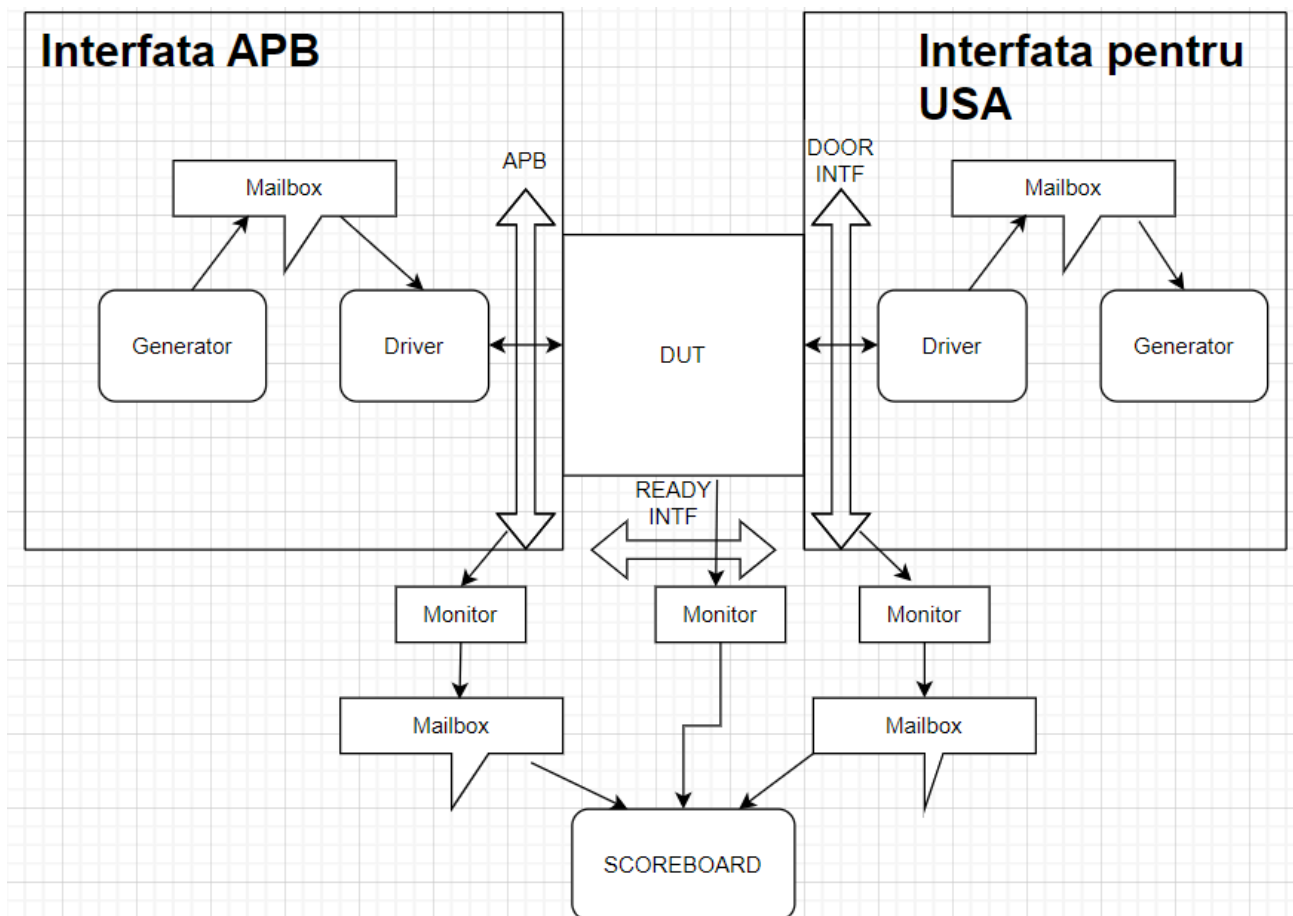 Interfata APB
Interfata pentru
USA
Mailbox
APB
DOOR
INTF
Mailbox
Generator
Driver
DUT
Driver
Generator
READY
INTF
Monitor
Monitor
Monitor
Mailbox
Mailbox
SCOREBOARD